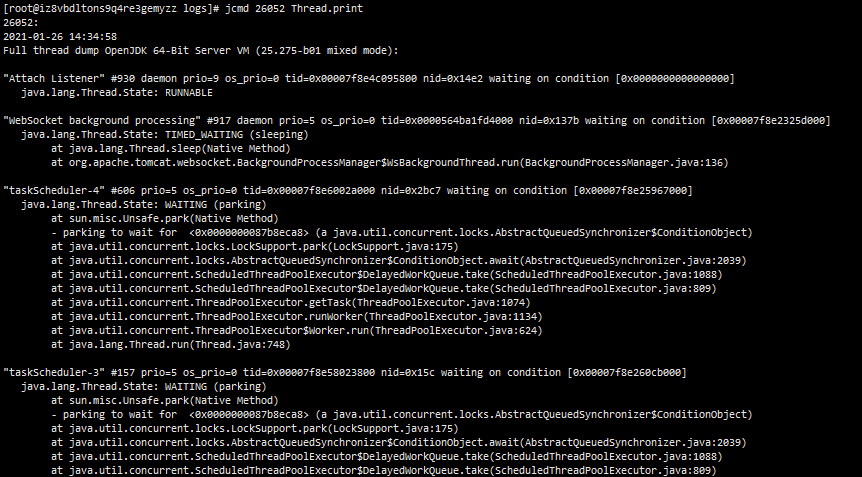 [root@iz8vbdltons9q4re3gemyzz logs]# jcmd 26052 Thread.print
26052:
2021-01-26 14:34:58
Full thread dump OpenJDK 64-Bit Server VM (25.275-b01 mixed mode):

"Attach Listener" #930 daemon prio=9 os_prio=0 tid=0x00007f8e4c095800 nid=0x14e2 waiting on condition [0x0000000000000000]
   java.lang.Thread.State: RUNNABLE

"WebSocket background processing" #917 daemon prio=5 os_prio=0 tid=0x0000564ba1fd4000 nid=0x137b waiting on condition [0x00007f8e2325d000]
   java.lang.Thread.State: TIMED_WAITING (sleeping)
        at java.lang.Thread.sleep(Native Method)
        at org.apache.tomcat.websocket.BackgroundProcessManager$WsBackgroundThread.run(BackgroundProcessManager.java:136)

"taskScheduler-4" #606 prio=5 os_prio=0 tid=0x00007f8e6002a000 nid=0x2bc7 waiting on condition [0x00007f8e25967000]
   java.lang.Thread.State: WAITING (parking)
        at sun.misc.Unsafe.park(Native Method)
        - parking to wait for  <0x0000000087b8eca8> (a java.util.concurrent.locks.AbstractQueuedSynchronizer$ConditionObject)
        at java.util.concurrent.locks.LockSupport.park(LockSupport.java:175)
        at java.util.concurrent.locks.AbstractQueuedSynchronizer$ConditionObject.await(AbstractQueuedSynchronizer.java:2039)
        at java.util.concurrent.ScheduledThreadPoolExecutor$DelayedWorkQueue.take(ScheduledThreadPoolExecutor.java:1088)
        at java.util.concurrent.ScheduledThreadPoolExecutor$DelayedWorkQueue.take(ScheduledThreadPoolExecutor.java:809)
        at java.util.concurrent.ThreadPoolExecutor.getTask(ThreadPoolExecutor.java:1074)
        at java.util.concurrent.ThreadPoolExecutor.runWorker(ThreadPoolExecutor.java:1134)
        at java.util.concurrent.ThreadPoolExecutor$Worker.run(ThreadPoolExecutor.java:624)
        at java.lang.Thread.run(Thread.java:748)

"taskScheduler-3" #157 prio=5 os_prio=0 tid=0x00007f8e58023800 nid=0x15c waiting on condition [0x00007f8e260cb000]
   java.lang.Thread.State: WAITING (parking)
        at sun.misc.Unsafe.park(Native Method)
        - parking to wait for  <0x0000000087b8eca8> (a java.util.concurrent.locks.AbstractQueuedSynchronizer$ConditionObject)
        at java.util.concurrent.locks.LockSupport.park(LockSupport.java:175)
        at java.util.concurrent.locks.AbstractQueuedSynchronizer$ConditionObject.await(AbstractQueuedSynchronizer.java:2039)
        at java.util.concurrent.ScheduledThreadPoolExecutor$DelayedWorkQueue.take(ScheduledThreadPoolExecutor.java:1088)
        at java.util.concurrent.ScheduledThreadPoolExecutor$DelayedWorkQueue.take(ScheduledThreadPoolExecutor.java:809)